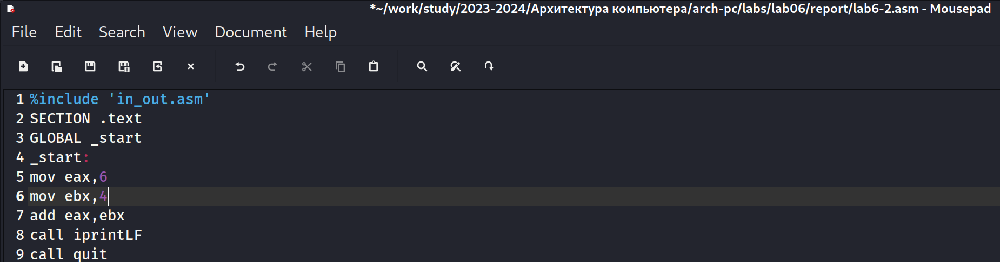 *~/work/study/2023-2024/Архитектура компьютера/arch-pc/labs/lab06/report/lab6-2.asm - Mousepad
File Edit Search View Document Help
1 %include 'in_out.asm'
2 SECTION .text
3 GLOBAL _start
4 _start:
5 mov eax,6
6 mov ebx,4
7 add eax,ebx
8 call iprintLF
9 call quit